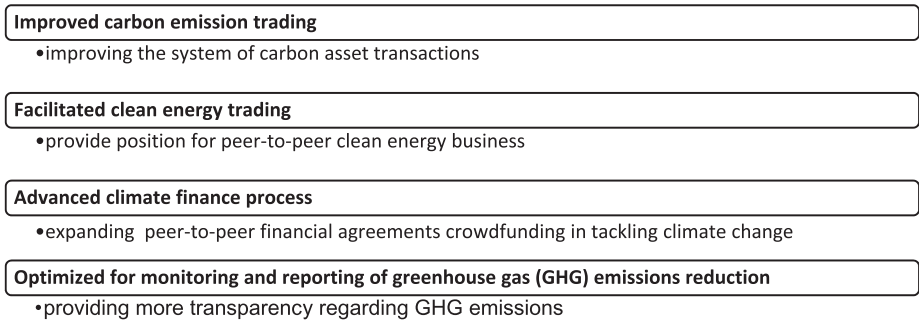 Improved carbon emission trading
•improving the system of carbon asset transactions
Facilitated clean energy trading
•provide position for peer-to-peer clean energy business
Advanced climate finance process
•expanding  peer-to-peer financial agreements crowdfunding in tackling climate change
Optimized for monitoring and reporting of greenhouse gas (GHG) emissions reduction
•providing more transparency regarding GHG emissions